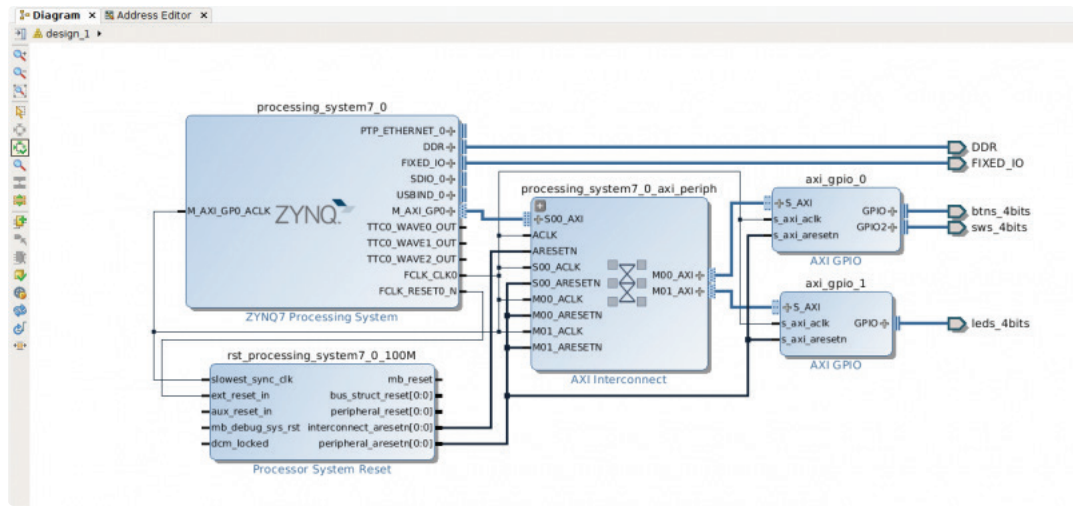 Diagram
Address Editor
design_1
processing_system7_0
PTP_ETHERNET_0
DDR
FIXED_IO
SDIO_0
USBIND_0
M_AXI_GP0
TTC0_WAVE0_OUT
TTC0_WAVE1_OUT
TTC0_WAVE2_OUT
FCLK_CLK0
FCLK_RESET0_N
M_AXI_GP0_ACLK
ZYNQ
ZYNQ7 Processing System
rst_processing_system7_0_100M
slowest_sync_clk
ext_reset_in
aux_reset_in
mb_debug_sys_rst
dcm_locked
mb_reset
bus_struct_reset[0:0]
peripheral_reset[0:0]
interconnect_aresetn[0:0]
peripheral_aresetn[0:0]
Processor System Reset
processing_system7_0_axi_periph
S00_AXI
ACLK
ARESETN
S00_ACLK
S00_ARESETN
M00_ACLK
M00_ARESETN
M01_ACLK
M01_ARESETN
M00_AXI
M01_AXI
AXI Interconnect
axi_gpio_0
S_AXI
s_axi_aclk
s_axi_aresetn
GPIO
GPIO2
AXI GPIO
axi_gpio_1
S_AXI
s_axi_aclk
s_axi_aresetn
GPIO
AXI GPIO
DDR
FIXED_IO
btns_4bits
sws_4bits
leds_4bits